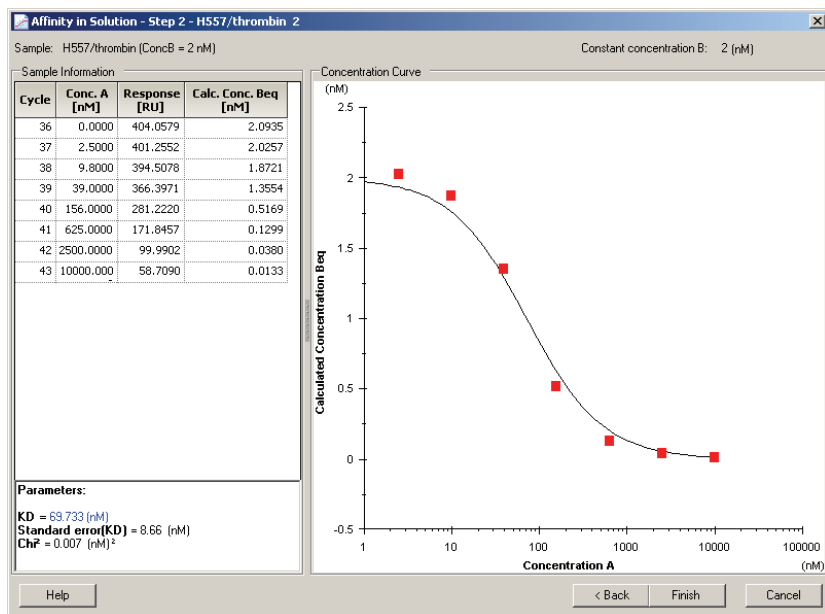 Affinity in Solution - Step 2 - H557/thrombin 2
Sample: H557/thrombin (ConcB = 2 nM)
Constant concentration B: 2 (nM)
Sample Information
Cycle Conc. A [nM] Response [RU] Calc. Conc. Beq [nM]
36 0.0000 404.0579 2.0935
37 2.5000 401.2552 2.0257
38 9.8000 394.5078 1.8721
39 39.0000 366.3971 1.3554
40 156.0000 281.2220 0.5169
41 625.0000 171.8457 0.1299
42 2500.0000 99.9902 0.0380
43 10000.000 58.7090 0.0133
Parameters:
KD = 69.733 (nM)
Standard error(KD) = 8.66 (nM)
Chi² = 0.007 (nM)²
Concentration Curve
(nM)
2.5
2
1.5
1
0.5
0
-0.5
Calculated Concentration Beq
1 10 100 1000 10000 100000
Concentration A (nM)
Help
< Back
Finish
Cancel